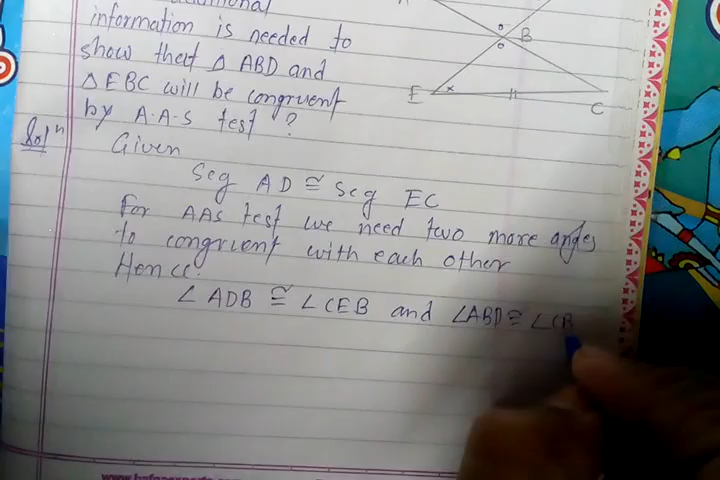 additional
information is needed to
show that △ ABD and
△ EBC will be congruent
by A·A·S test ?
Solⁿ Given
Seg AD ≅ Seg EC
For AAS test we need two more angles
to congruent with each other
Hence.
∠ADB ≅ ∠CEB and ∠ABD ≅ ∠CB
A
B
E
x
C